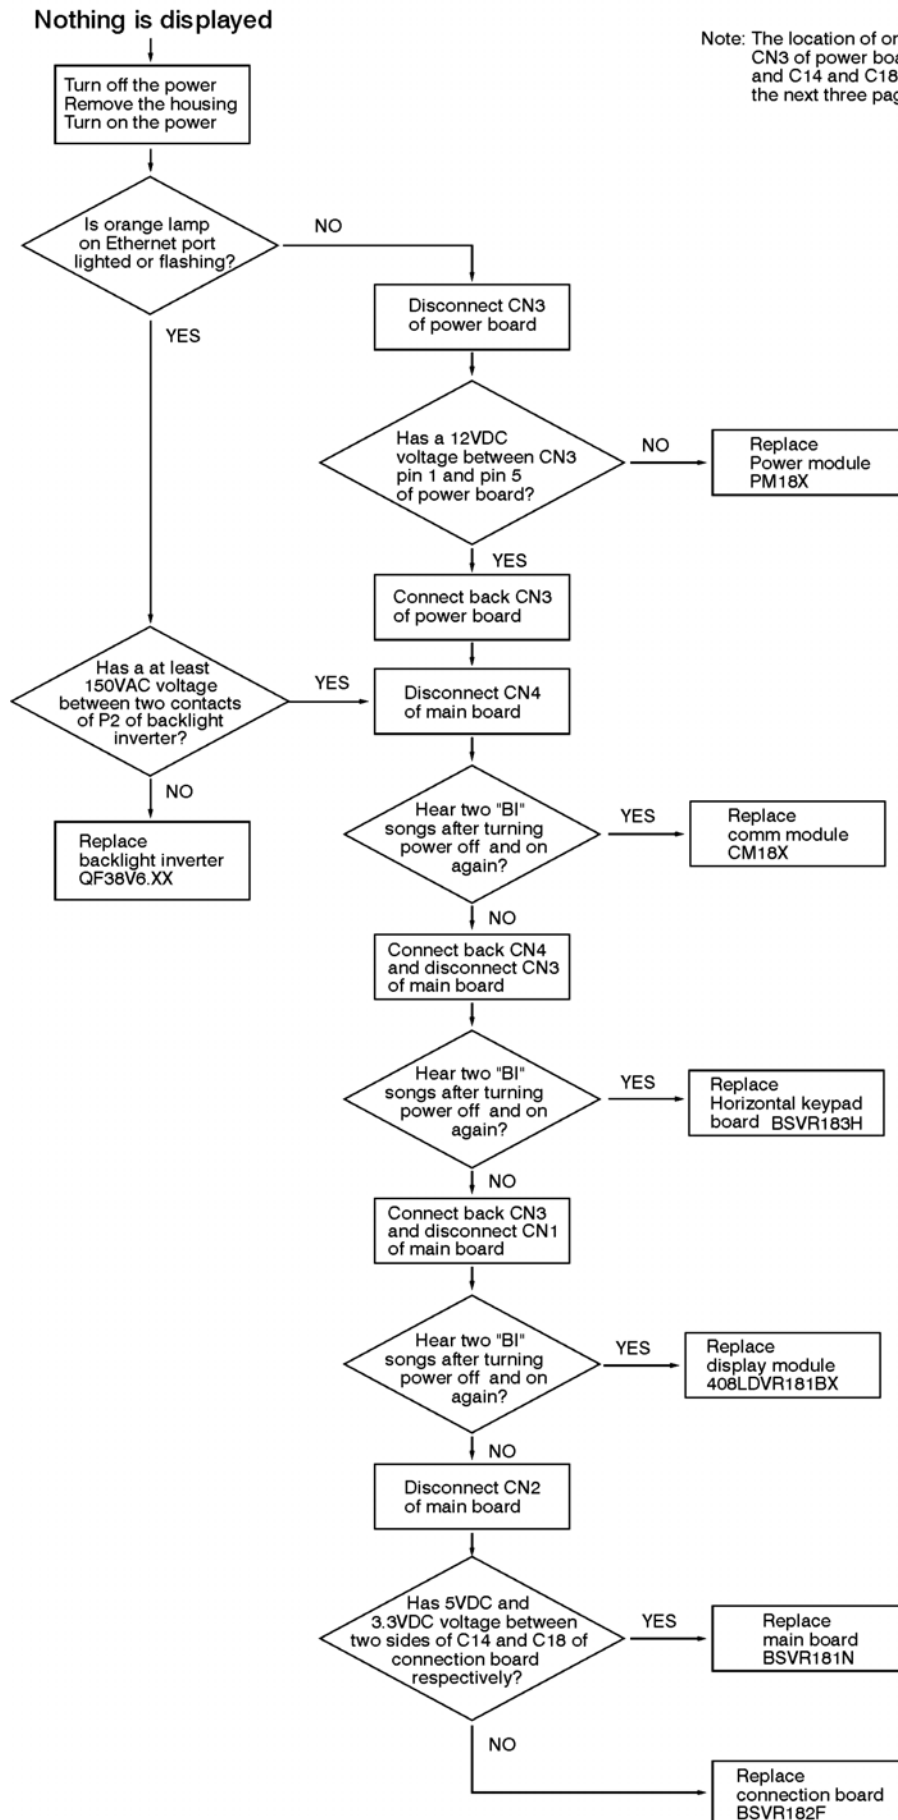 Nothing is displayed
Note: The location of or
CN3 of power boa
and C14 and C18
the next three pag
Turn off the power
Remove the housing
Turn on the power
Is orange lamp
on Ethernet port
lighted or flashing?
NO
YES
Disconnect CN3
of power board
Has a 12VDC
voltage between CN3
pin 1 and pin 5
of power board?
NO
Replace
Power module
PM18X
YES
Connect back CN3
of power board
Has a at least
150VAC voltage
between two contacts
of P2 of backlight
inverter?
YES
Disconnect CN4
of main board
NO
Replace
backlight inverter
QF38V6.XX
Hear two "BI"
songs after turning
power off and on
again?
YES
Replace
comm module
CM18X
NO
Connect back CN4
and disconnect CN3
of main board
Hear two "BI"
songs after turning
power off and on
again?
YES
Replace
Horizontal keypad
board BSVR183H
NO
Connect back CN3
and disconnect CN1
of main board
Hear two "BI"
songs after turning
power off and on
again?
YES
Replace
display module
408LDVR181BX
NO
Disconnect CN2
of main board
Has 5VDC and
3.3VDC voltage between
two sides of C14 and C18 of
connection board
respectively?
YES
Replace
main board
BSVR181N
NO
Replace
connection board
BSVR182F